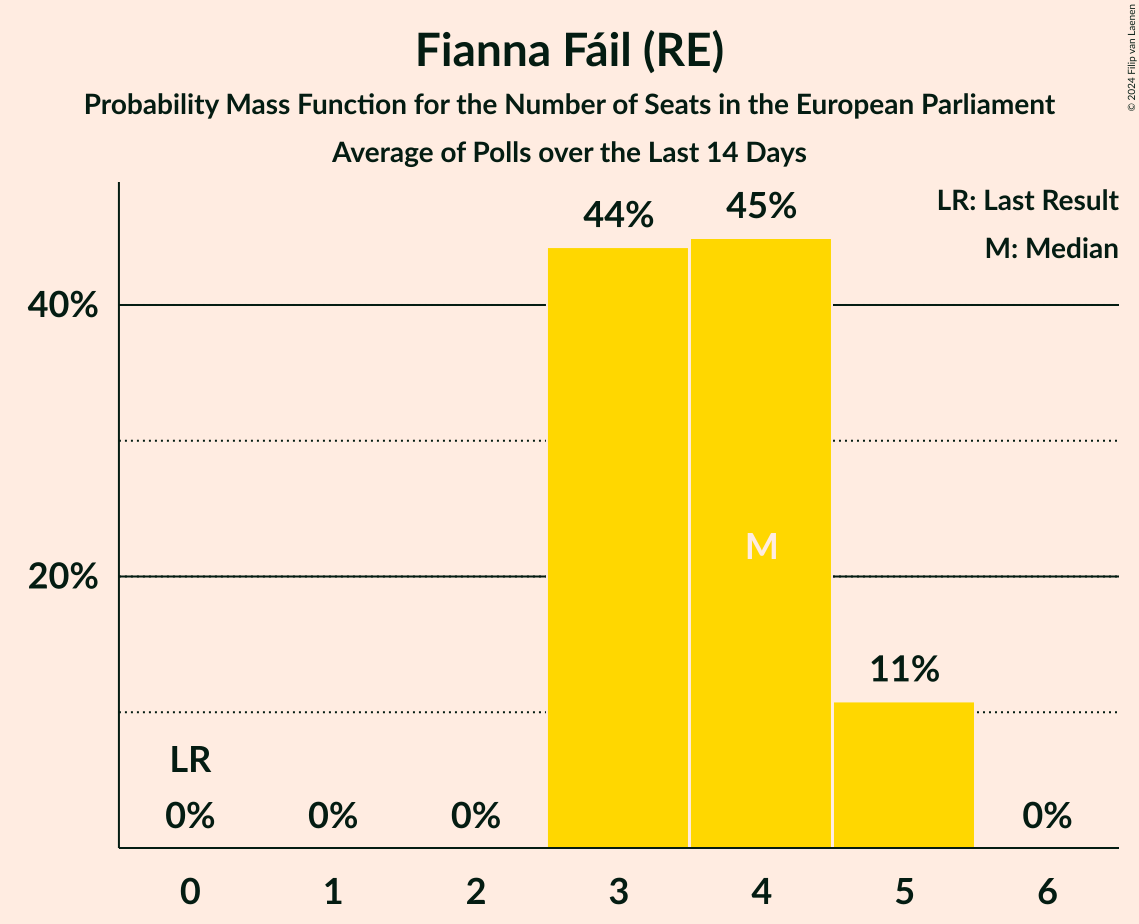 Fianna Fáil (RE)
Probability Mass Function for the Number of Seats in the European Parliament
Average of Polls over the Last 14 Days
© 2024 Filip van Laenen
LR: Last Result
M: Median
44%
45%
40%
M
20%
11%
LR
0%
0%
0%
0%
0
1
2
3
4
5
6